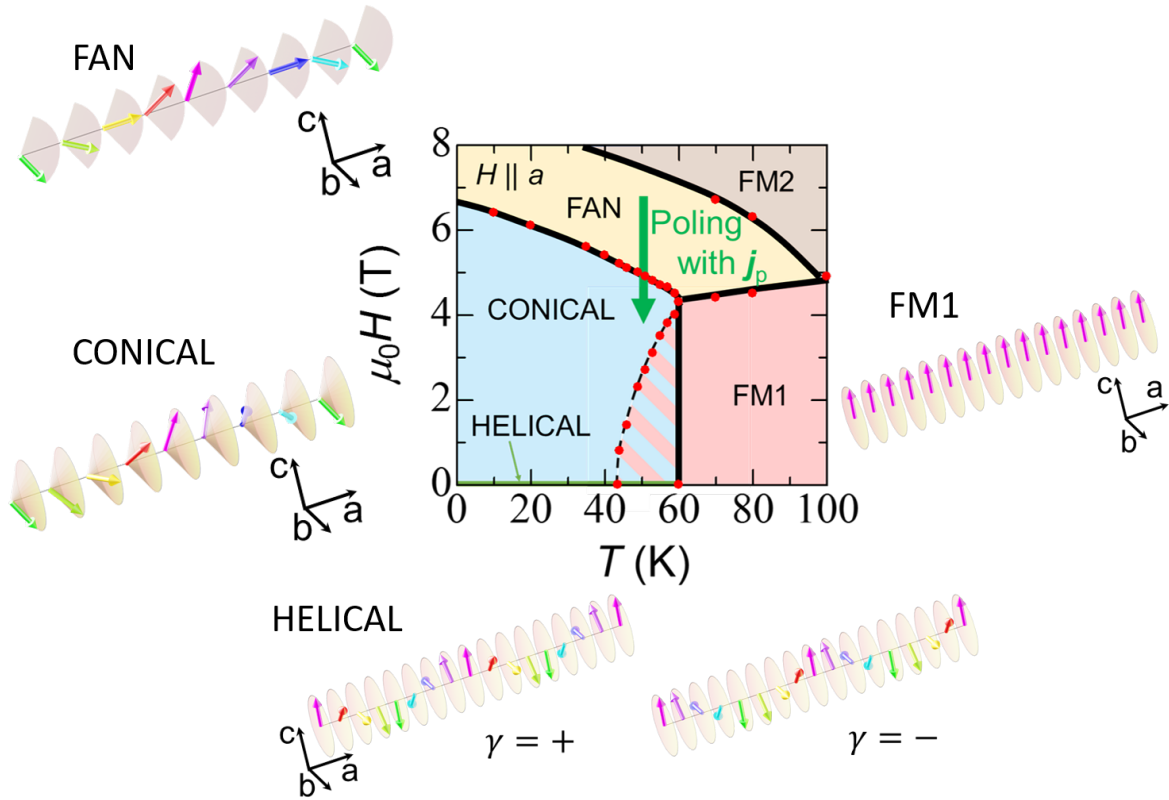 FAN
c
a
b
8
6
4
2
0
μ₀H (T)
H || a
FAN
FM2
Poling
with jₚ
CONICAL
FM1
HELICAL
0
20
40
60
80
100
T (K)
CONICAL
c
a
b
FM1
c
a
b
HELICAL
c
a
b
γ = +
γ = −